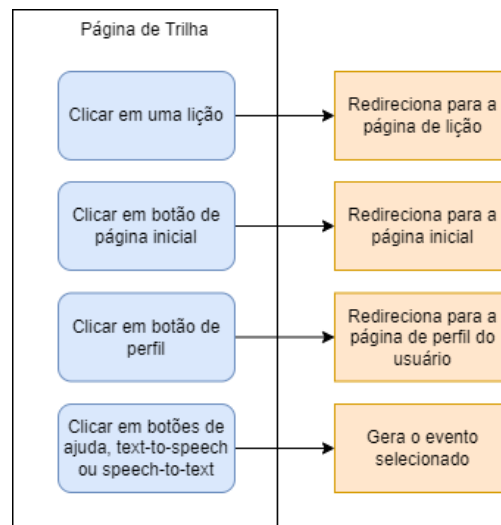 Página de Trilha
Clicar em uma lição
Redireciona para a
página de lição
Clicar em botão de
página inicial
Redireciona para a
página inicial
Clicar em botão de
perfil
Redireciona para a
página de perfil do
usuário
Clicar em botões de
ajuda, text-to-speech
ou speech-to-text
Gera o evento
selecionado